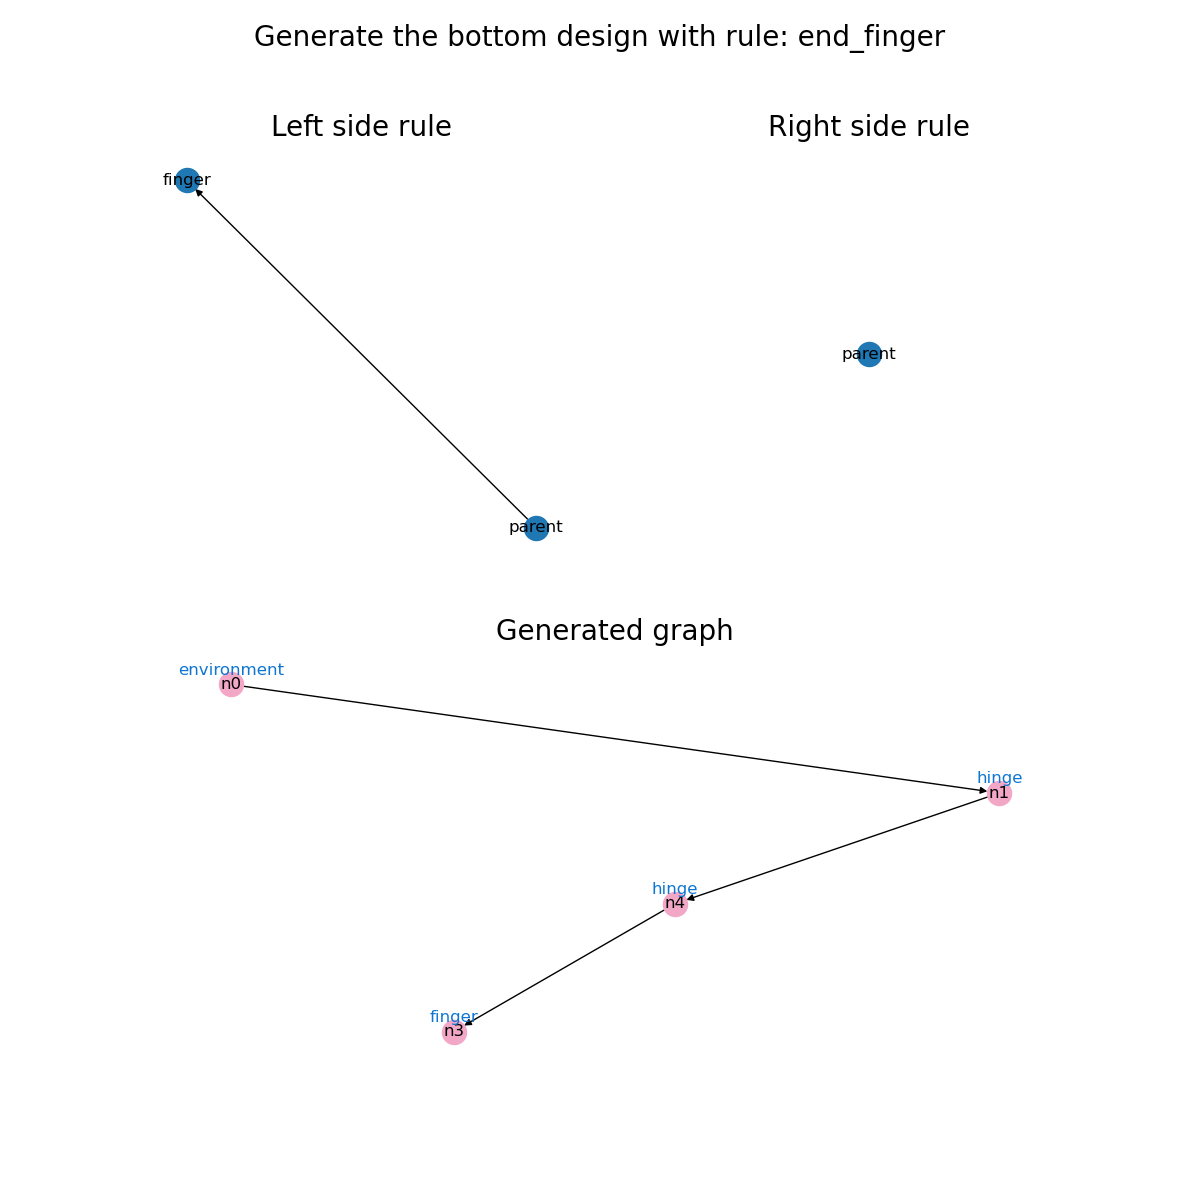 Generate the bottom design with rule: end_finger
Left side rule
Right side rule
finger
parent
parent
Generated graph
environment
n0
hinge
n1
hinge
n4
finger
n3